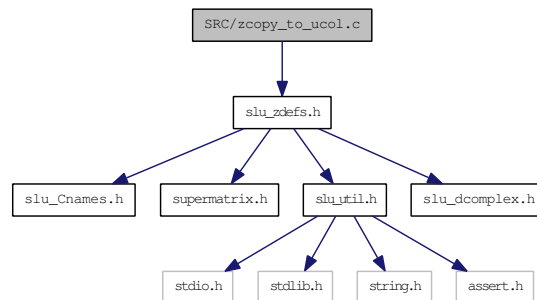 SRC/zcopy_to_ucol.c
slu_zdefs.h
slu_Cnames.h supermatrix.h slu_util.h slu_dcomplex.h
stdio.h stdlib.h string.h assert.h